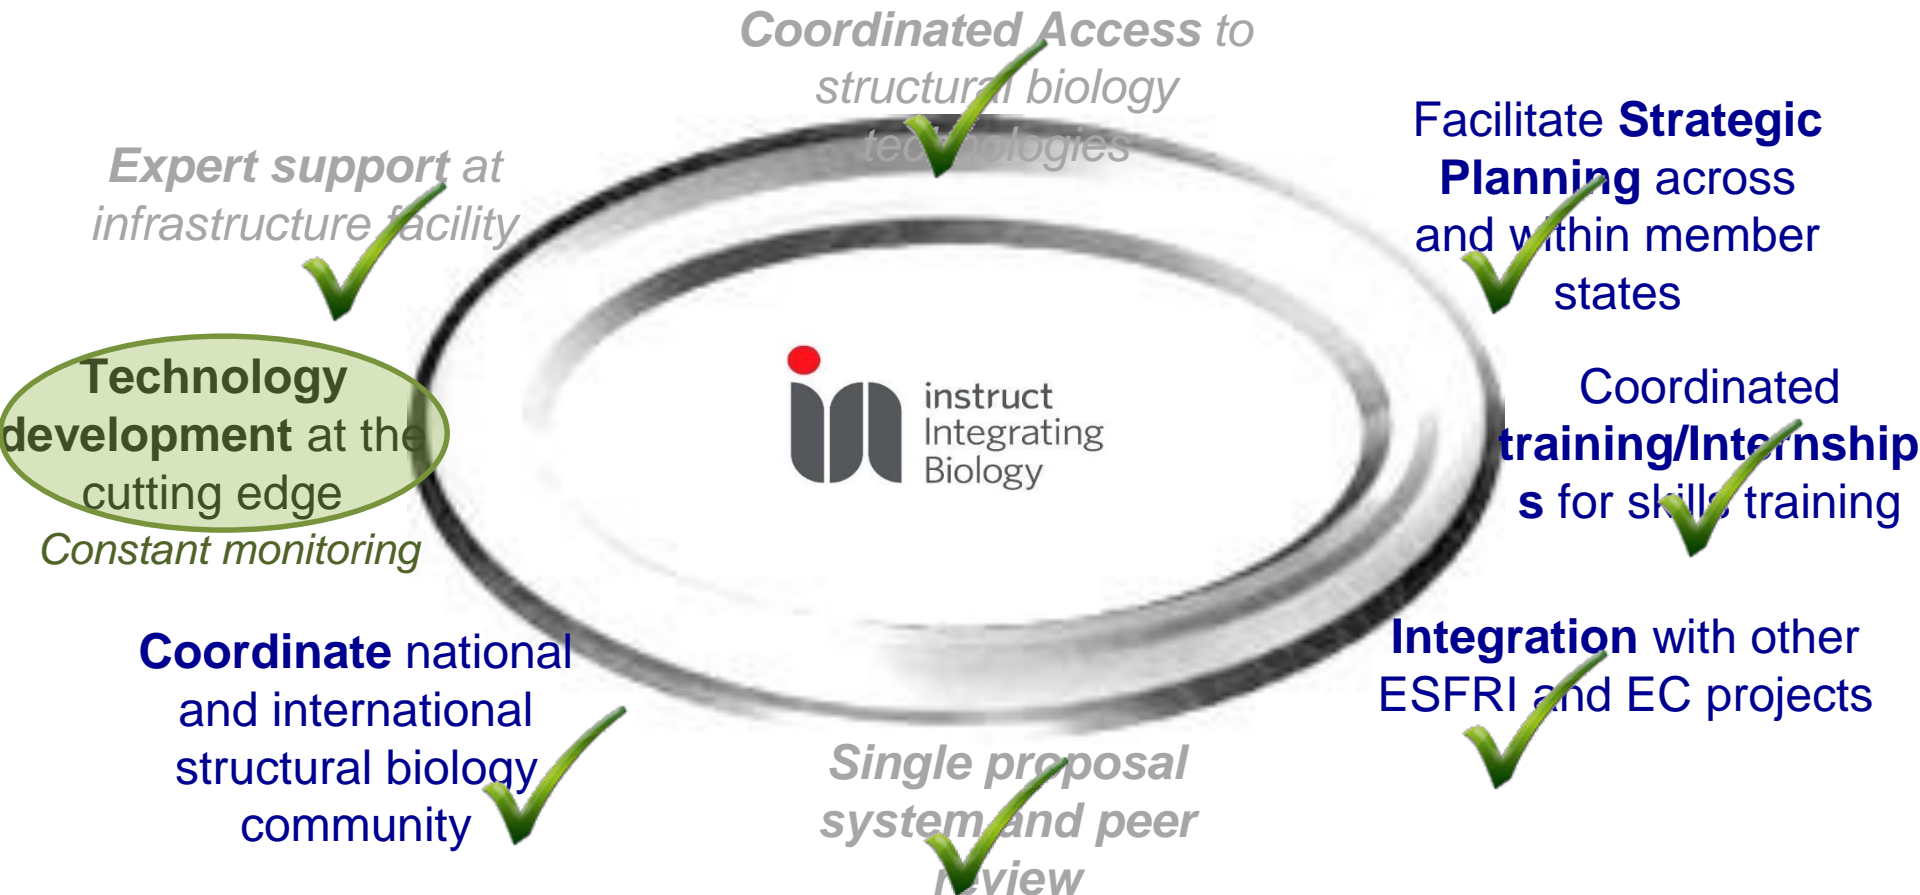 Coordinated Access to
structural biology
technologies
Expert support at
infrastructure facility
Facilitate Strategic
Planning across
and within member
states
Technology
development at the
cutting edge
Constant monitoring
instruct
Integrating
Biology
Coordinated
training/Internship
s for skills training
Coordinate national
and international
structural biology
community
Integration with other
ESFRI and EC projects
Single proposal
system and peer
review